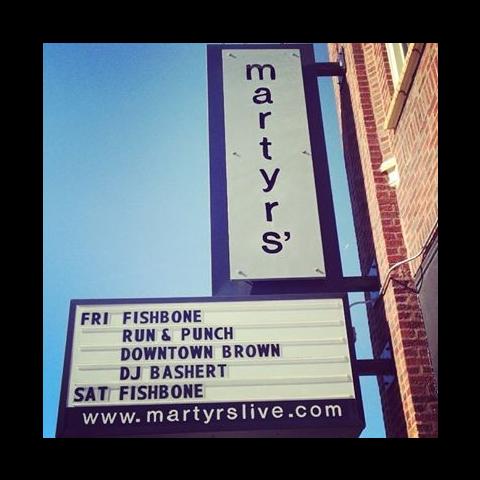 martyrs'
FRI FISHBONE
RUN & PUNCH
DOWNTOWN BROWN
DJ BASHERT
SAT FISHBONE
www.martyrslive.com